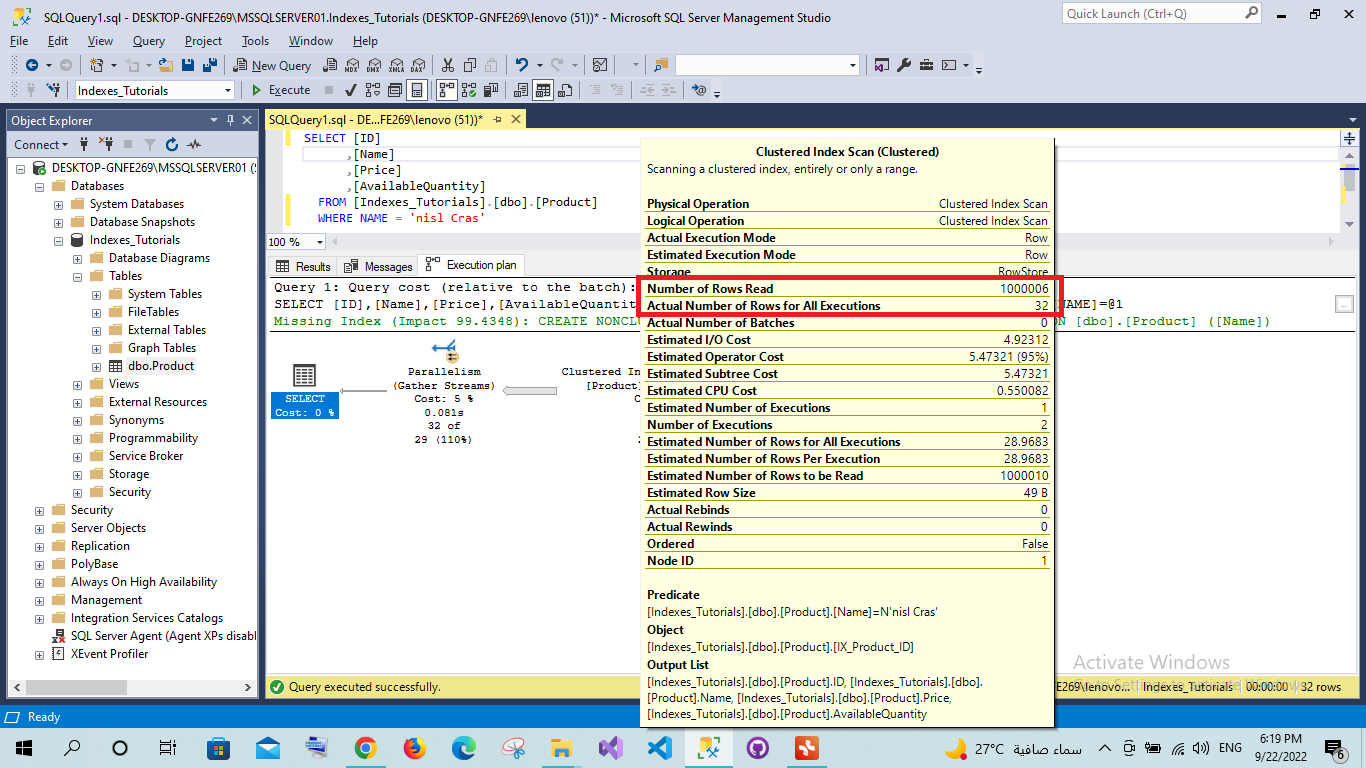 SQLQuery1.sql - DESKTOP-GNFE269\MSSQLSERVER01.Indexes_Tutorials (DESKTOP-GNFE269\lenovo (51))* - Microsoft SQL Server Management Studio
Quick Launch (Ctrl+Q)
File Edit View Query Project Tools Window Help
New Query
MDX DMX XMLA DAX
Indexes_Tutorials
Execute
Object Explorer
Connect
DESKTOP-GNFE269\MSSQLSERVER01 (S
Databases
System Databases
Database Snapshots
Indexes_Tutorials
Database Diagrams
Tables
System Tables
FileTables
External Tables
Graph Tables
dbo.Product
Views
External Resources
Synonyms
Programmability
Service Broker
Storage
Security
Security
Server Objects
Replication
PolyBase
Always On High Availability
Management
Integration Services Catalogs
SQL Server Agent (Agent XPs disabl
XEvent Profiler
SQLQuery1.sql - DE...FE269\lenovo (51))*
SELECT [ID]
,[Name]
,[Price]
,[AvailableQuantity]
FROM [Indexes_Tutorials].[dbo].[Product]
WHERE NAME = 'nisl Cras'
100 %
Results Messages Execution plan
Query 1: Query cost (relative to the batch):
SELECT [ID],[Name],[Price],[AvailableQuantit
[NAME]=@1
Missing Index (Impact 99.4348): CREATE NONCLU
ON [dbo].[Product] ([Name])
SELECT
Cost: 0 %
Parallelism
(Gather Streams)
Cost: 5 %
0.081s
32 of
29 (110%)
Clustered In
[Product
C
2
Clustered Index Scan (Clustered)
Scanning a clustered index, entirely or only a range.
Physical Operation Clustered Index Scan
Logical Operation Clustered Index Scan
Actual Execution Mode Row
Estimated Execution Mode Row
Storage RowStore
Number of Rows Read 1000006
Actual Number of Rows for All Executions 32
Actual Number of Batches 0
Estimated I/O Cost 4.92312
Estimated Operator Cost 5.47321 (95%)
Estimated Subtree Cost 5.47321
Estimated CPU Cost 0.550082
Estimated Number of Executions 1
Number of Executions 2
Estimated Number of Rows for All Executions 28.9683
Estimated Number of Rows Per Execution 28.9683
Estimated Number of Rows to be Read 1000010
Estimated Row Size 49 B
Actual Rebinds 0
Actual Rewinds 0
Ordered False
Node ID 1
Predicate
[Indexes_Tutorials].[dbo].[Product].[Name]=N'nisl Cras'
Object
[Indexes_Tutorials].[dbo].[Product].[IX_Product_ID]
Output List
[Indexes_Tutorials].[dbo].[Product].ID, [Indexes_Tutorials].[dbo].
[Product].Name, [Indexes_Tutorials].[dbo].[Product].Price,
[Indexes_Tutorials].[dbo].[Product].AvailableQuantity
Activate Windows
Go to Settings to activate Windows.
Query executed successfully.
FE269\lenovo... Indexes_Tutorials 00:00:00 32 rows
Ready
27°C سماء صافية
ENG
6:19 PM
9/22/2022
6